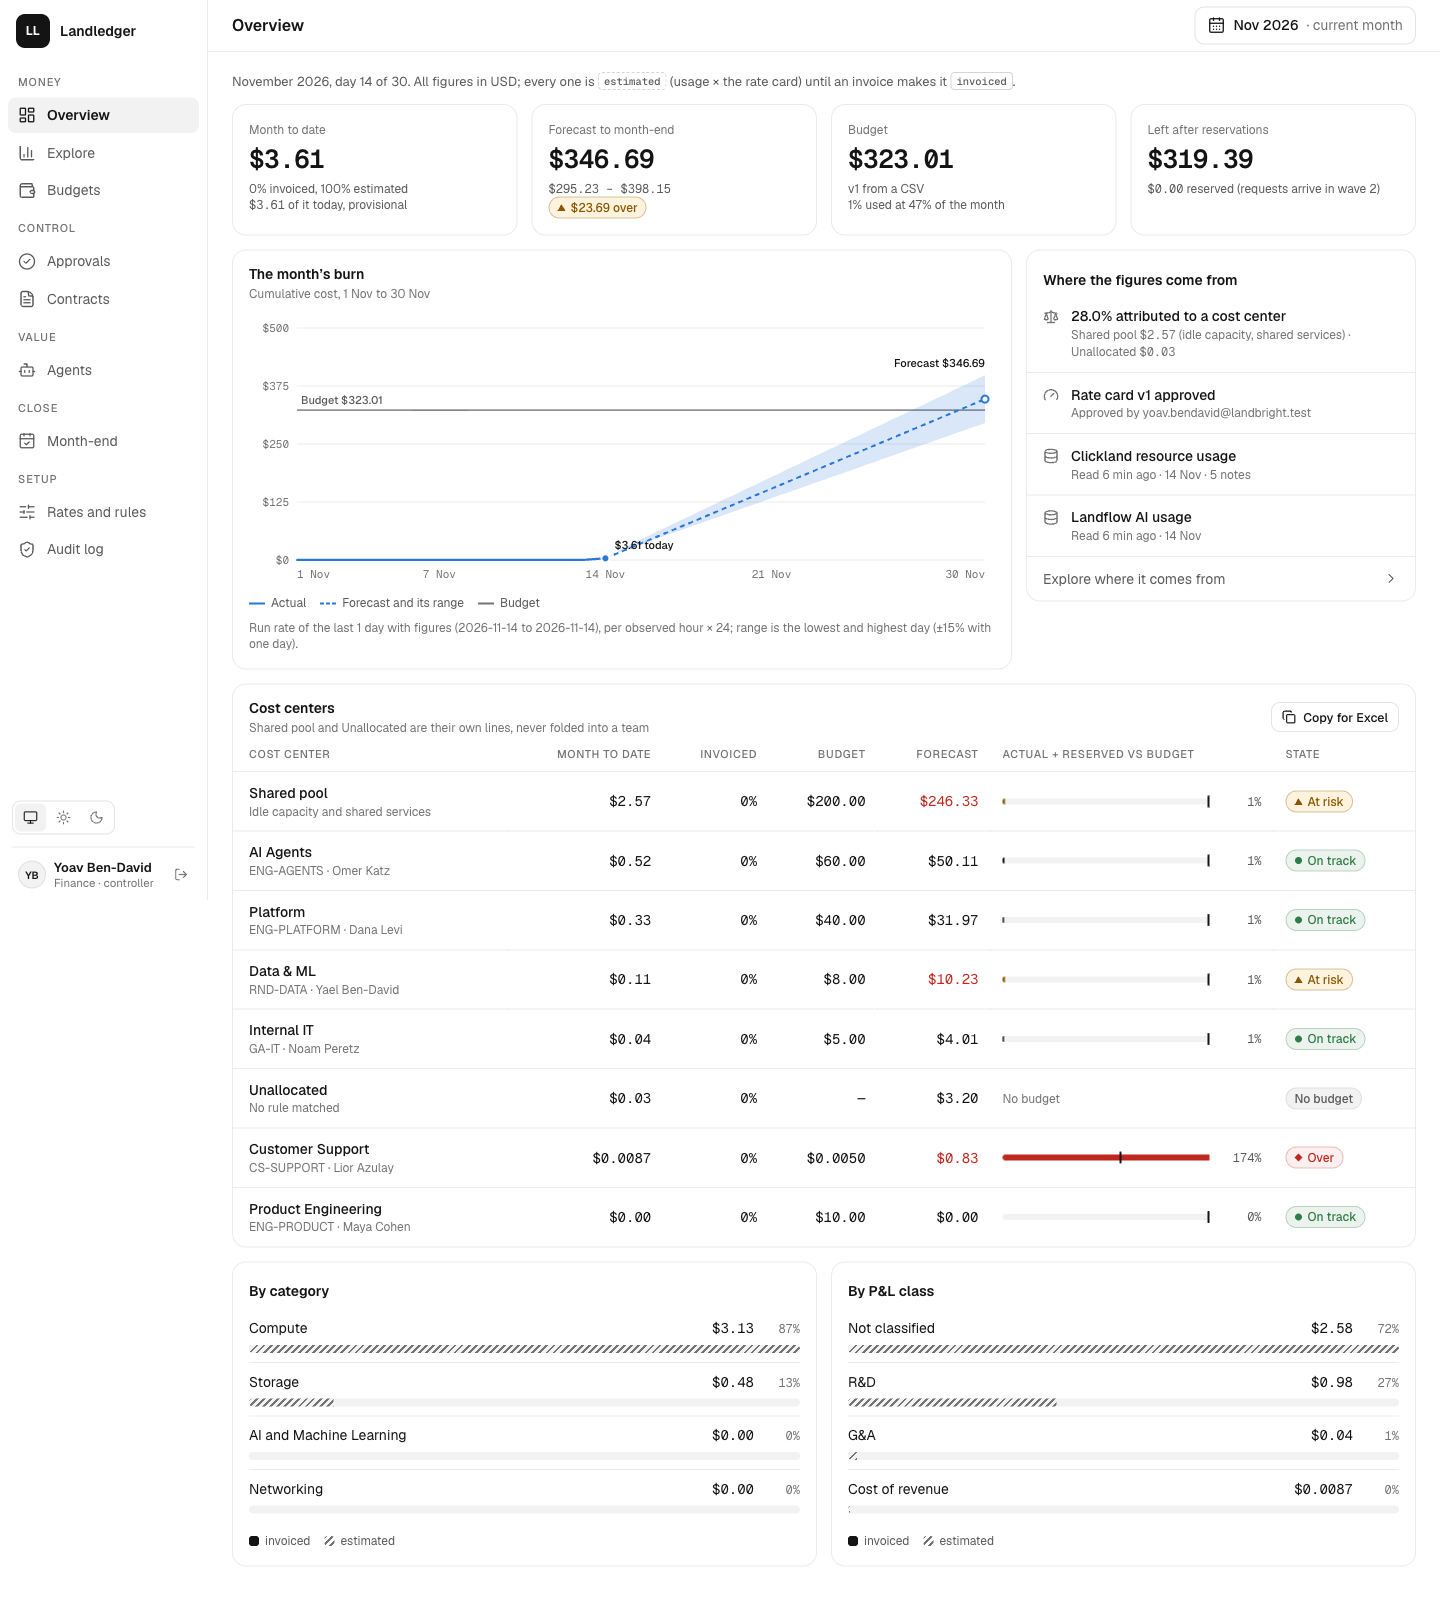 LL Landledger
MONEY
Overview
Explore
Budgets
CONTROL
Approvals
Contracts
VALUE
Agents
CLOSE
Month-end
SETUP
Rates and rules
Audit log
YB Yoav Ben-David
Finance · controller
Overview
Nov 2026 · current month
November 2026, day 14 of 30. All figures in USD; every one is estimated (usage × the rate card) until an invoice makes it invoiced.
Month to date
$3.61
0% invoiced, 100% estimated
$3.61 of it today, provisional
Forecast to month-end
$346.69
$295.23 – $398.15
▲ $23.69 over
Budget
$323.01
v1 from a CSV
1% used at 47% of the month
Left after reservations
$319.39
$0.00 reserved (requests arrive in wave 2)
The month's burn
Cumulative cost, 1 Nov to 30 Nov
$500
Forecast $346.69
$375
Budget $323.01
$250
$125
$3.61 today
$0
1 Nov 7 Nov 14 Nov 21 Nov 30 Nov
Actual Forecast and its range Budget
Run rate of the last 1 day with figures (2026-11-14 to 2026-11-14), per observed hour × 24; range is the lowest and highest day (±15% with
one day).
Where the figures come from
28.0% attributed to a cost center
Shared pool $2.57 (idle capacity, shared services) ·
Unallocated $0.03
Rate card v1 approved
Approved by yoav.bendavid@landbright.test
Clickland resource usage
Read 6 min ago · 14 Nov · 5 notes
Landflow AI usage
Read 6 min ago · 14 Nov
Explore where it comes from
Cost centers
Shared pool and Unallocated are their own lines, never folded into a team
Copy for Excel
COST CENTER MONTH TO DATE INVOICED BUDGET FORECAST ACTUAL + RESERVED VS BUDGET STATE
Shared pool
Idle capacity and shared services
$2.57 0% $200.00 $246.33 1% ▲ At risk
AI Agents
ENG-AGENTS · Omer Katz
$0.52 0% $60.00 $50.11 1% ● On track
Platform
ENG-PLATFORM · Dana Levi
$0.33 0% $40.00 $31.97 1% ● On track
Data & ML
RND-DATA · Yael Ben-David
$0.11 0% $8.00 $10.23 1% ▲ At risk
Internal IT
GA-IT · Noam Peretz
$0.04 0% $5.00 $4.01 1% ● On track
Unallocated
No rule matched
$0.03 0% — $3.20 No budget No budget
Customer Support
CS-SUPPORT · Lior Azulay
$0.0087 0% $0.0050 $0.83 174% ◆ Over
Product Engineering
ENG-PRODUCT · Maya Cohen
$0.00 0% $10.00 $0.00 0% ● On track
By category
Compute $3.13 87%
Storage $0.48 13%
AI and Machine Learning $0.00 0%
Networking $0.00 0%
invoiced estimated
By P&L class
Not classified $2.58 72%
R&D $0.98 27%
G&A $0.04 1%
Cost of revenue $0.0087 0%
invoiced estimated